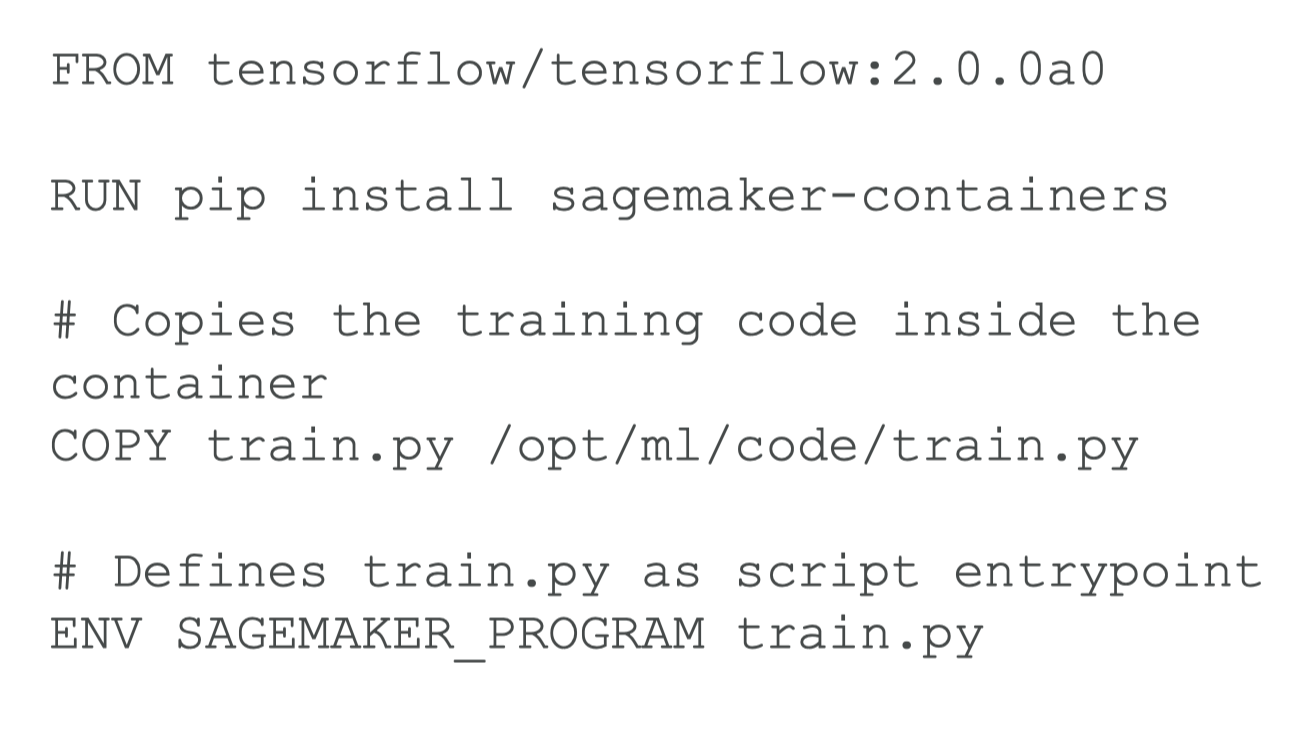 FROM tensorflow/tensorflow:2.0.0a0
RUN pip install sagemaker-containers
# Copies the training code inside the
container
COPY train.py /opt/ml/code/train.py
# Defines train.py as script entrypoint
ENV SAGEMAKER_PROGRAM train.py